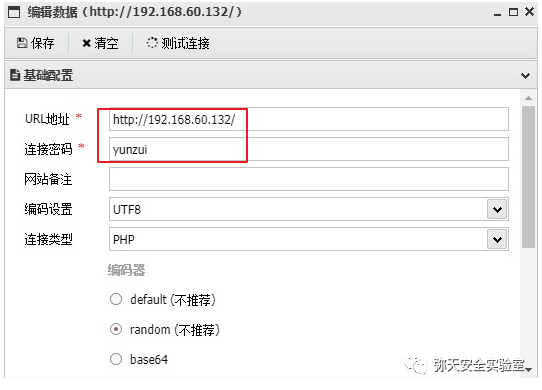 编辑数据（http://192.168.60.132/）
保存 清空 测试连接
基础配置
URL地址 * http://192.168.60.132/
连接密码 * yunzui
网站备注
编码设置 UTF8
连接类型 PHP
编码器
default (不推荐)
random (不推荐)
base64
弥天安全实验室